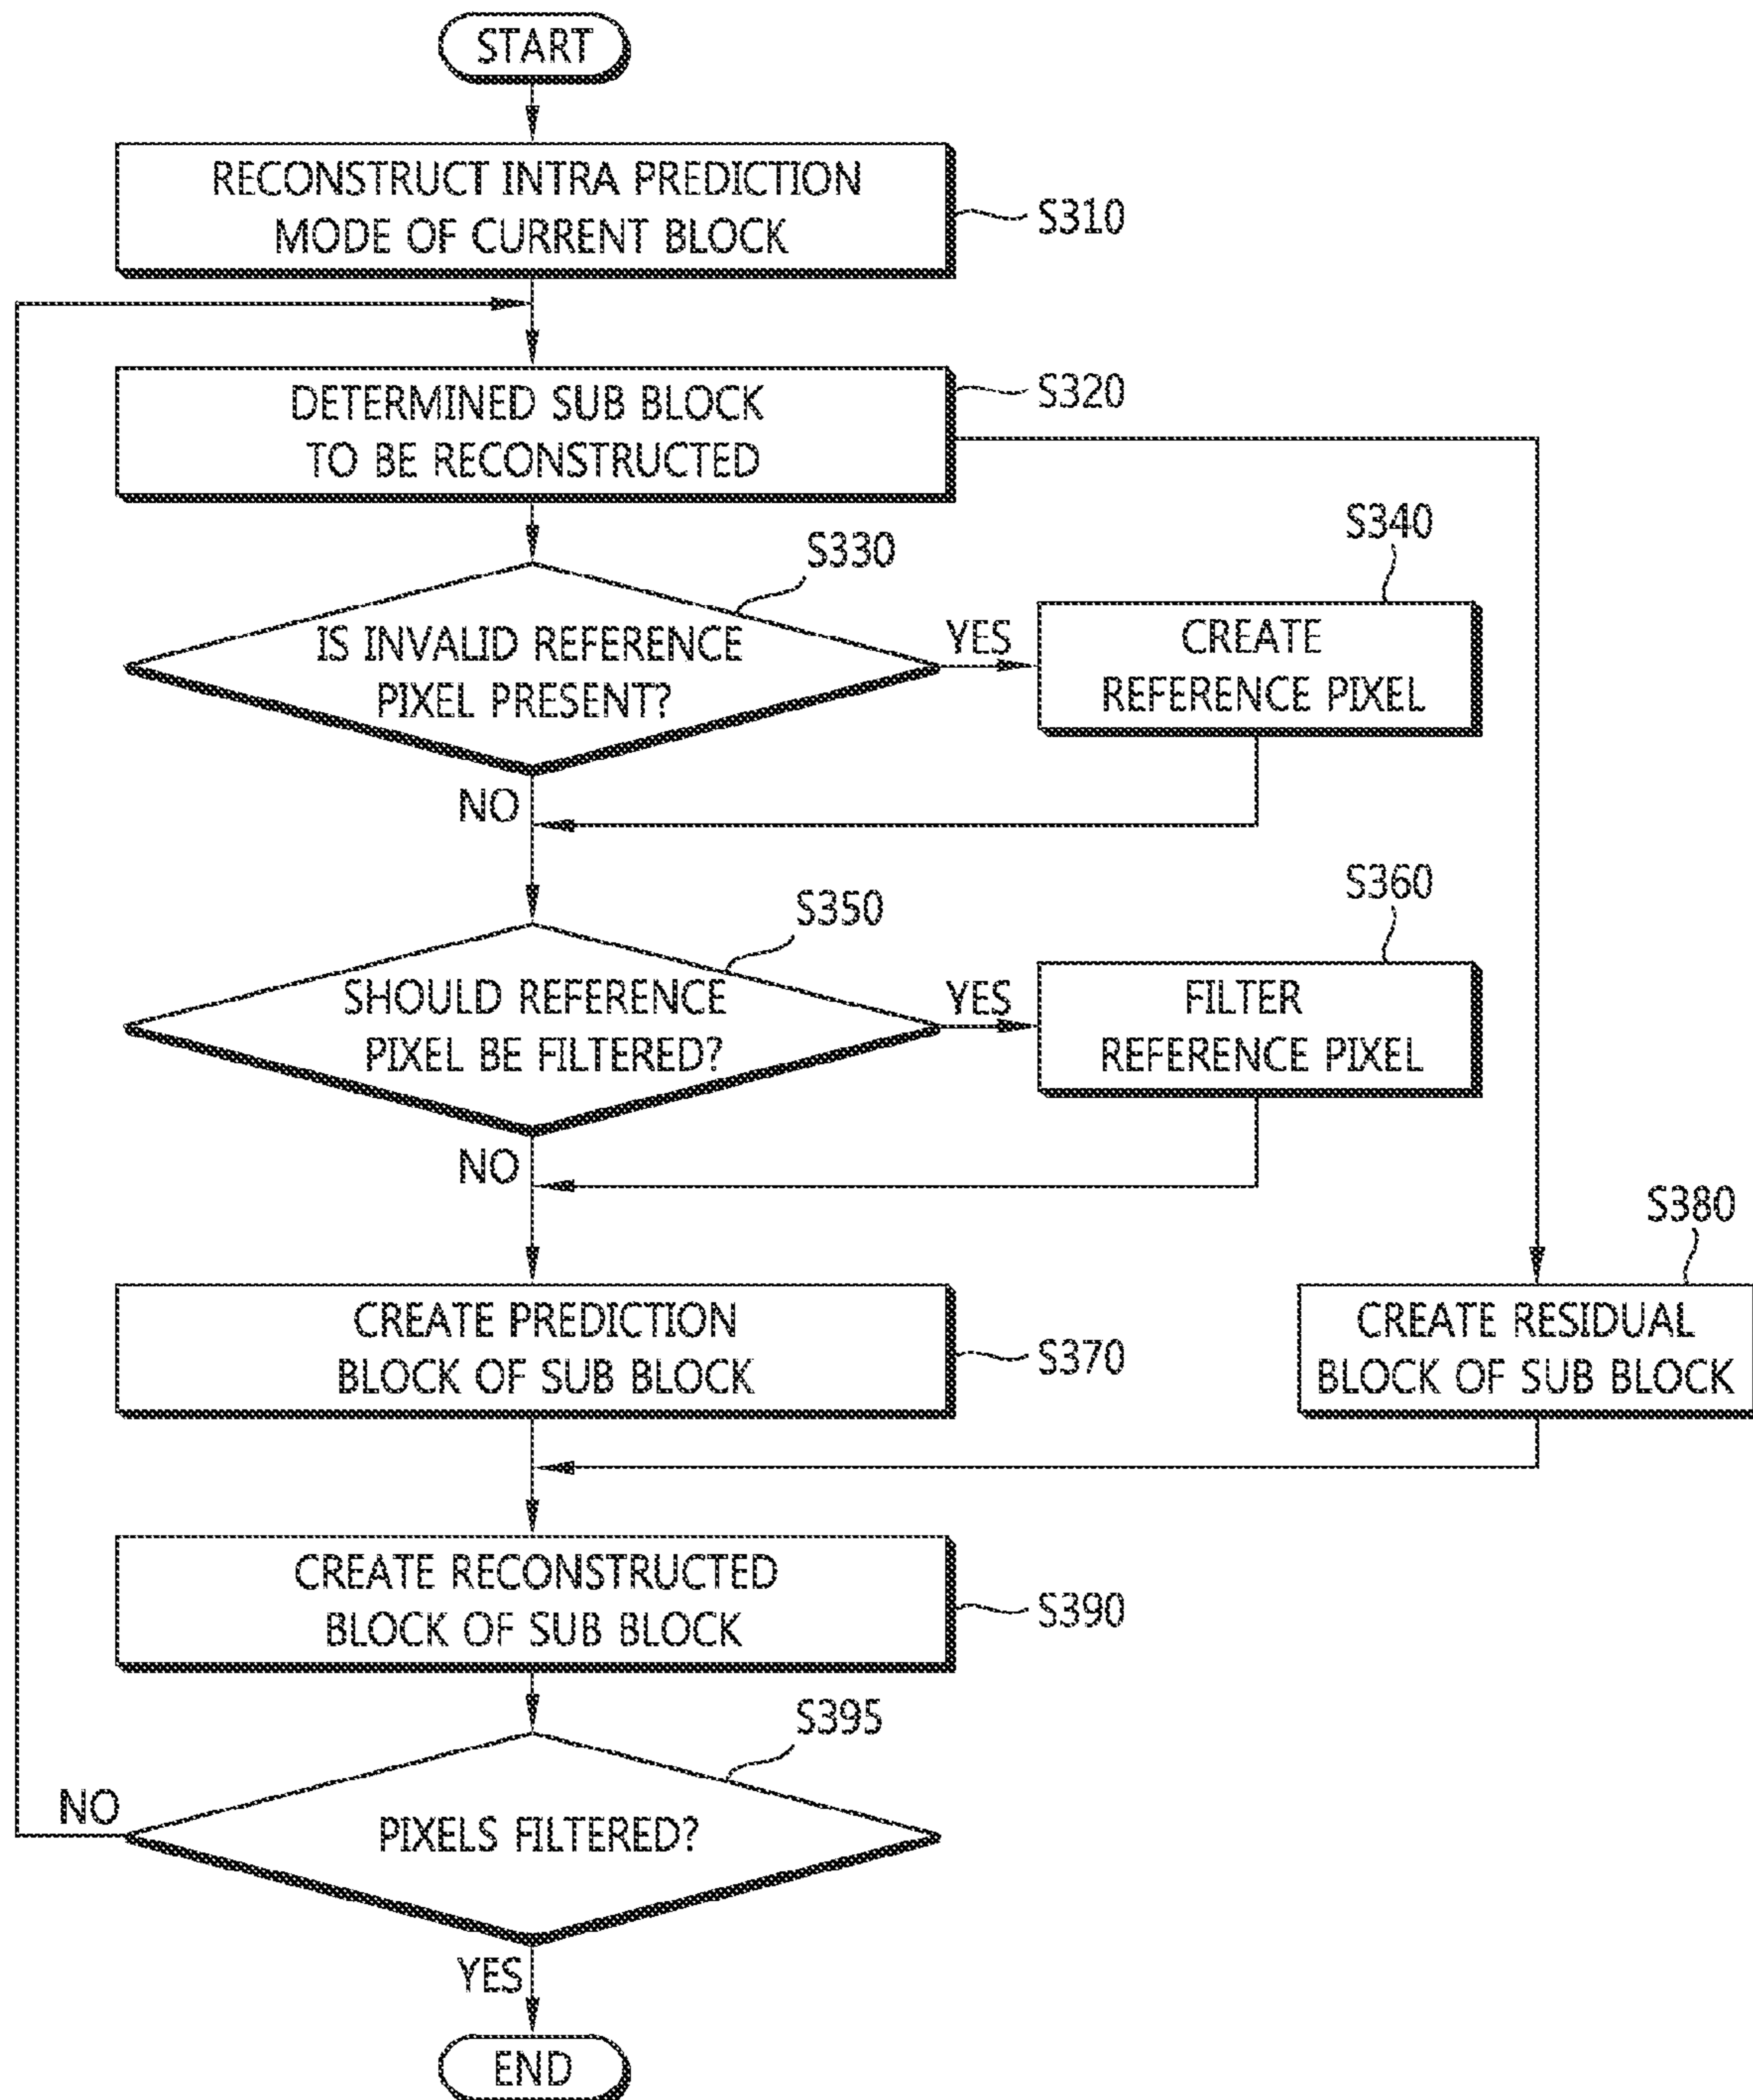 START
RECONSTRUCT INTRA PREDICTION
MODE OF CURRENT BLOCK
S310
DETERMINED SUB BLOCK
TO BE RECONSTRUCTED
S320
S330
IS INVALID REFERENCE
PIXEL PRESENT?
YES
NO
S340
CREATE
REFERENCE PIXEL
S350
SHOULD REFERENCE
PIXEL BE FILTERED?
YES
NO
S360
FILTER
REFERENCE PIXEL
CREATE PREDICTION
BLOCK OF SUB BLOCK
S370
S380
CREATE RESIDUAL
BLOCK OF SUB BLOCK
CREATE RECONSTRUCTED
BLOCK OF SUB BLOCK
S390
S395
PIXELS FILTERED?
NO
YES
END